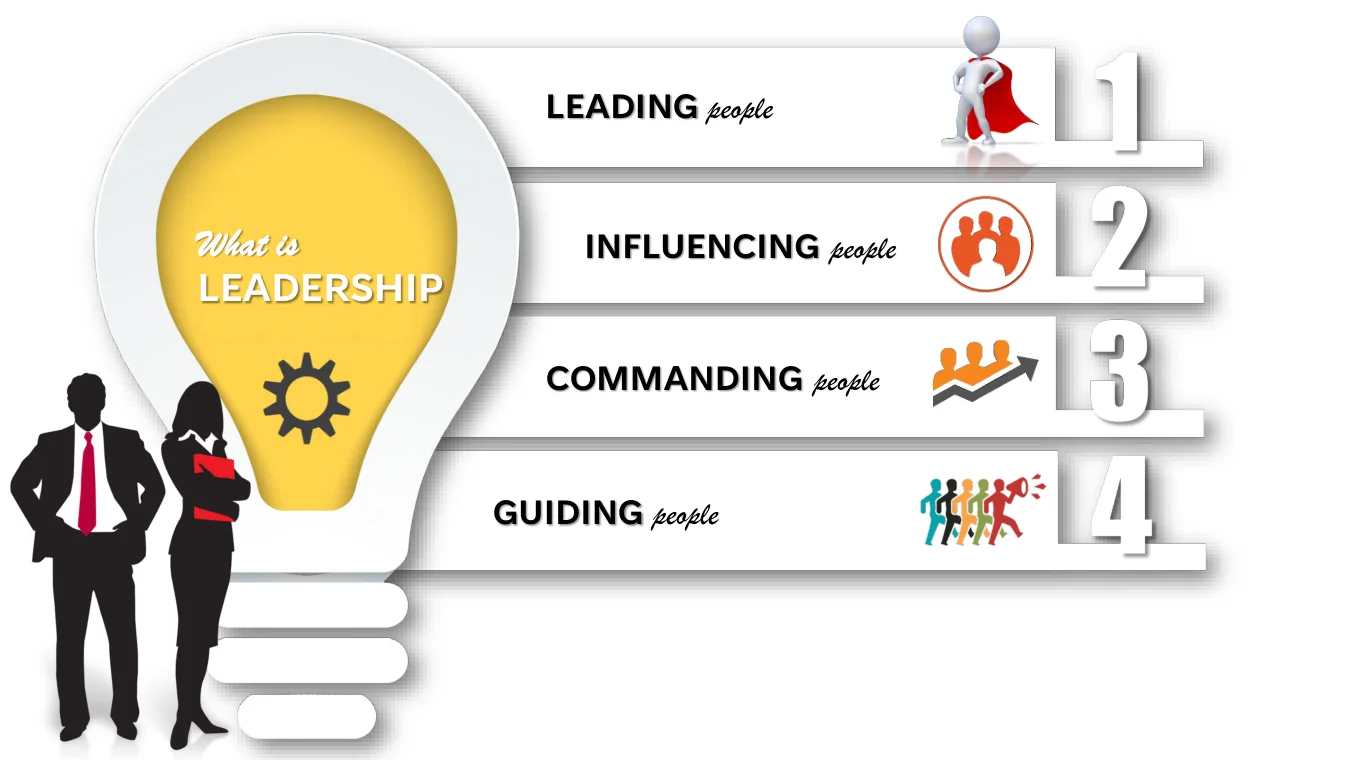 What is
LEADERSHIP
LEADING people
1
INFLUENCING people
2
COMMANDING people
3
GUIDING people
4